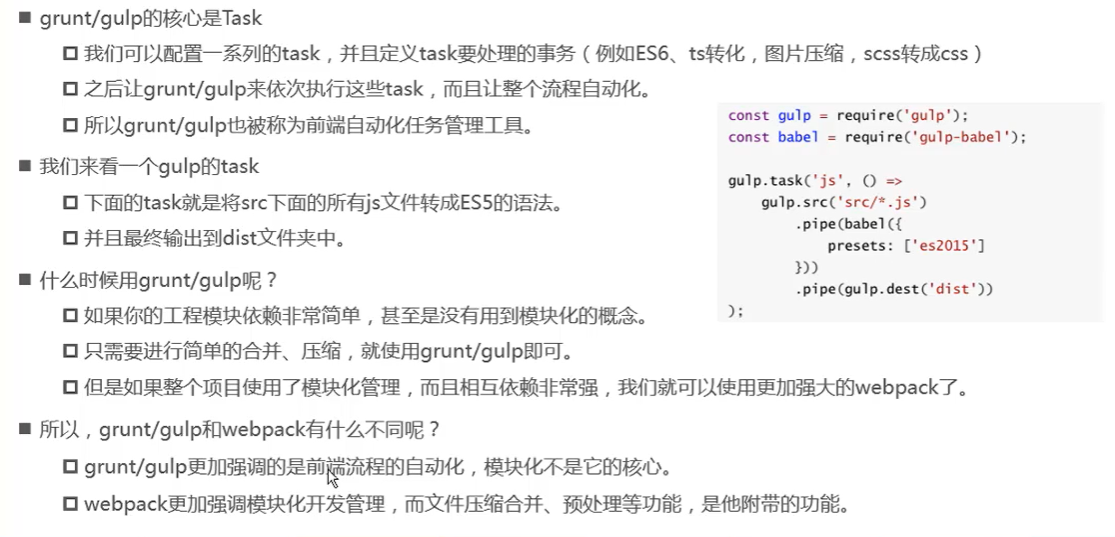 ■ grunt/gulp的核心是Task
我们可以配置一系列的task，并且定义task要处理的事务（例如ES6、ts转化，图片压缩，scss转成css）
之后让grunt/gulp来依次执行这些task，而且让整个流程自动化。
所以grunt/gulp也被称为前端自动化任务管理工具。
■ 我们来看一个gulp的task
下面的task就是将src下面的所有js文件转成ES5的语法。
并且最终输出到dist文件夹中。
■ 什么时候用grunt/gulp呢？
如果你的工程模块依赖非常简单，甚至是没有用到模块化的概念。
只需要进行简单的合并、压缩，就使用grunt/gulp即可。
但是如果整个项目使用了模块化管理，而且相互依赖非常强，我们就可以使用更加强大的webpack了。
■ 所以，grunt/gulp和webpack有什么不同呢？
grunt/gulp更加强调的是前端流程的自动化，模块化不是它的核心。
webpack更加强调模块化开发管理，而文件压缩合并、预处理等功能，是他附带的功能。
const gulp = require('gulp');
const babel = require('gulp-babel');
gulp.task('js', () =>
    gulp.src('src/*.js')
        .pipe(babel({
            presets: ['es2015']
        }))
        .pipe(gulp.dest('dist'))
);